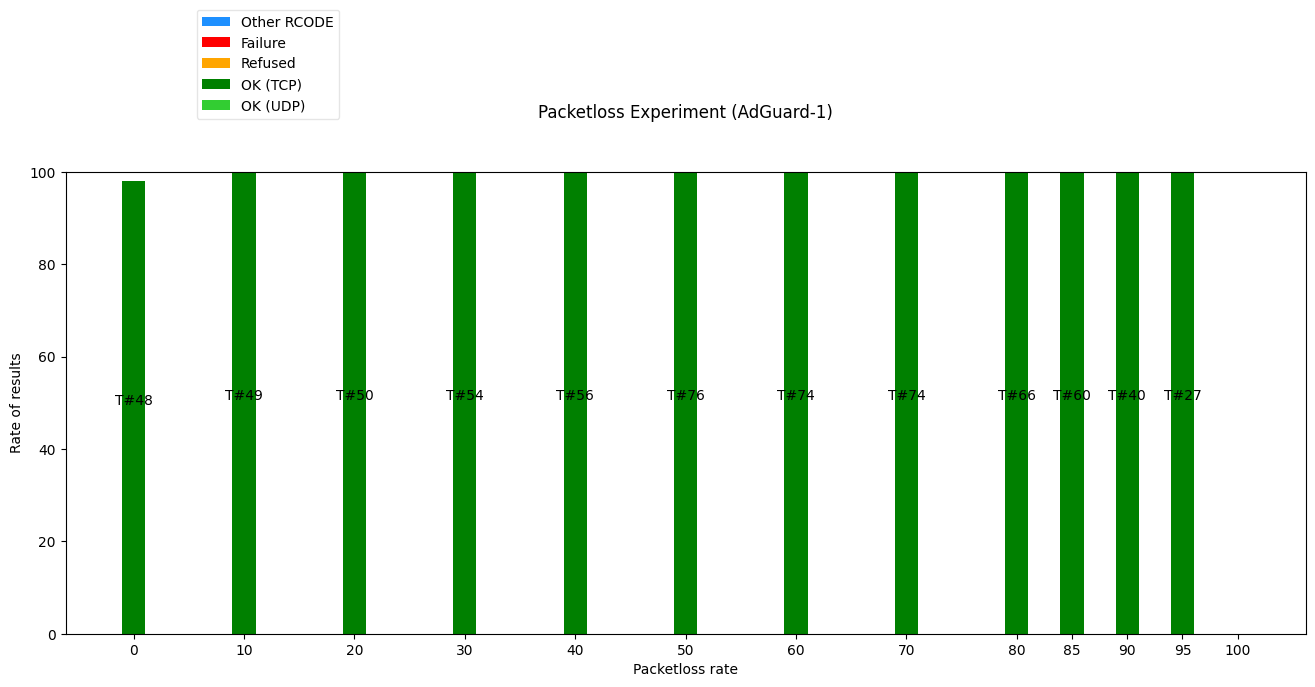 Other RCODE
Failure
Refused
OK (TCP)
OK (UDP)
Packetloss Experiment (AdGuard-1)
100
80
60
40
20
0
Rate of results
T#48
T#49
T#50
T#54
T#56
T#76
T#74
T#74
T#66
T#60
T#40
T#27
0 10 20 30 40 50 60 70 80 85 90 95 100
Packetloss rate